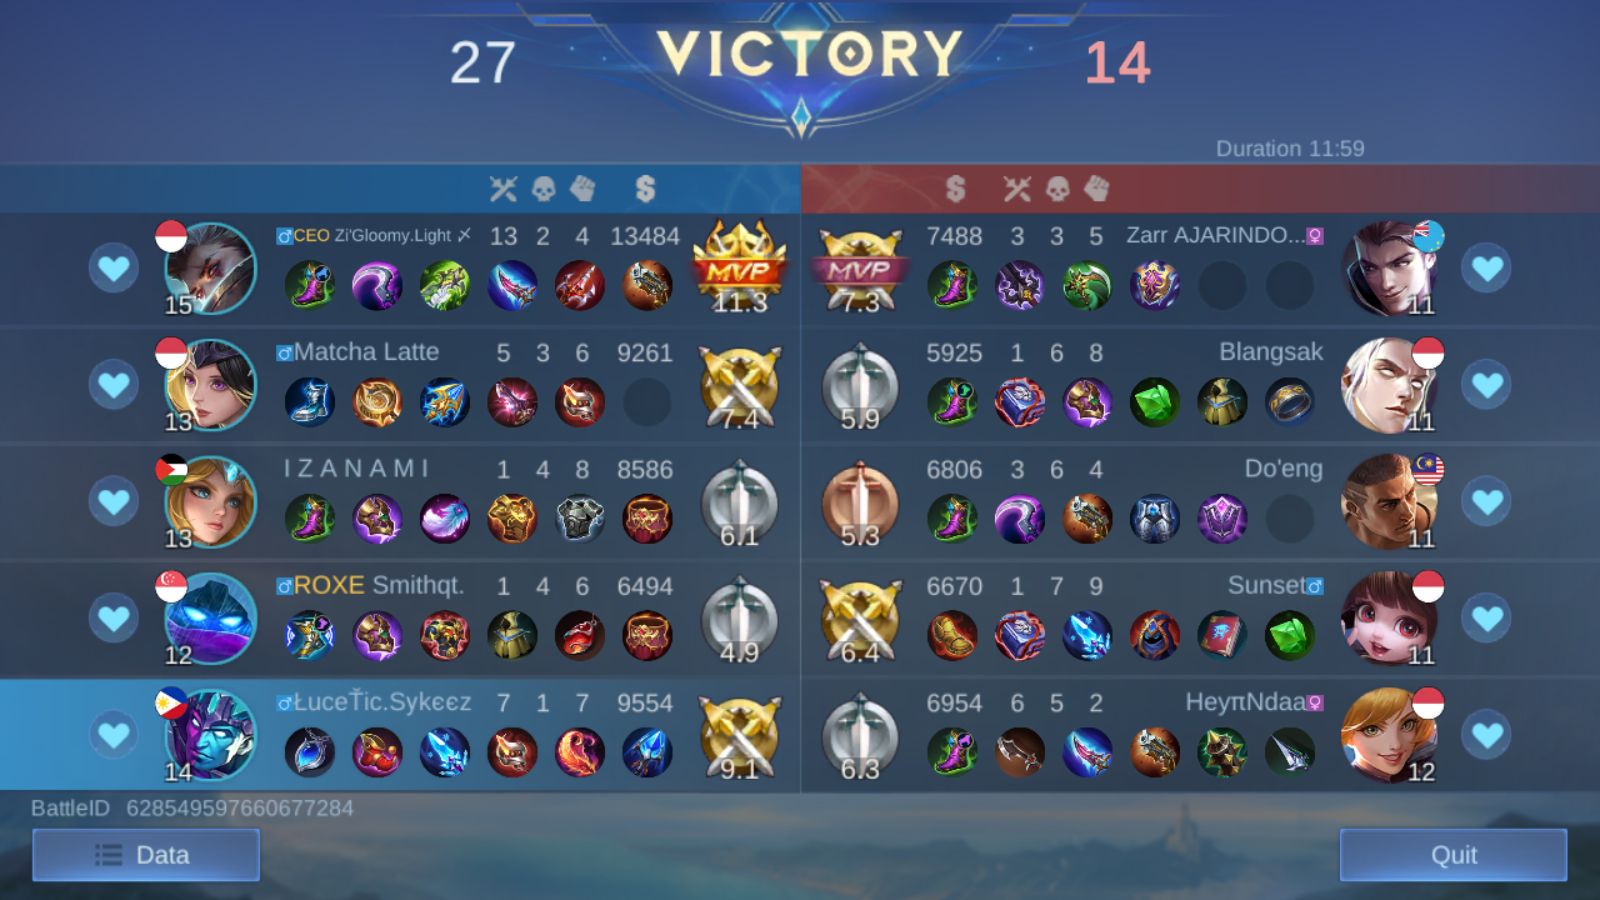 27 VICTORY 14
Duration 11:59
CEO Zi'Gloomy.Light 〆 13 2 4 13484 MVP 11.3 15
MVP 7.3 7488 3 3 5 Zarr AJARINDO... 11
Matcha Latte 5 3 6 9261 7.4 13
5.9 5925 1 6 8 Blangsak 11
I Z A N A M I 1 4 8 8586 6.1 13
5.3 6806 3 6 4 Do'eng 11
ROXE Smithqt. 1 4 6 6494 4.9 12
6.4 6670 1 7 9 Sunset 11
ŁuceŤic.Sykєєz 7 1 7 9554 9.1 14
6.3 6954 6 5 2 HeyπNdaa 12
BattleID 628549597660677284
Data
Quit